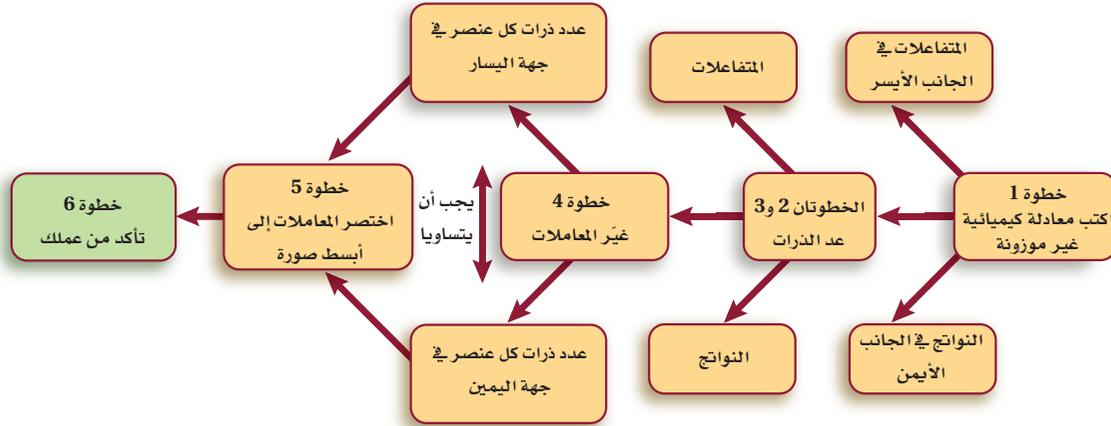 خطوة 1
اكتب معادلة كيميائية
غير موزونة
المتفاعلات في
الجانب الأيسر
النواتج في الجانب
الأيمن
الخطوتان 2 و3
عد الذرات
المتفاعلات
النواتج
خطوة 4
غيّر المعاملات
عدد ذرات كل عنصر في
جهة اليسار
يجب أن
يتساويا
عدد ذرات كل عنصر في
جهة اليمين
خطوة 5
اختصر المعاملات إلى
أبسط صورة
خطوة 6
تأكد من عملك